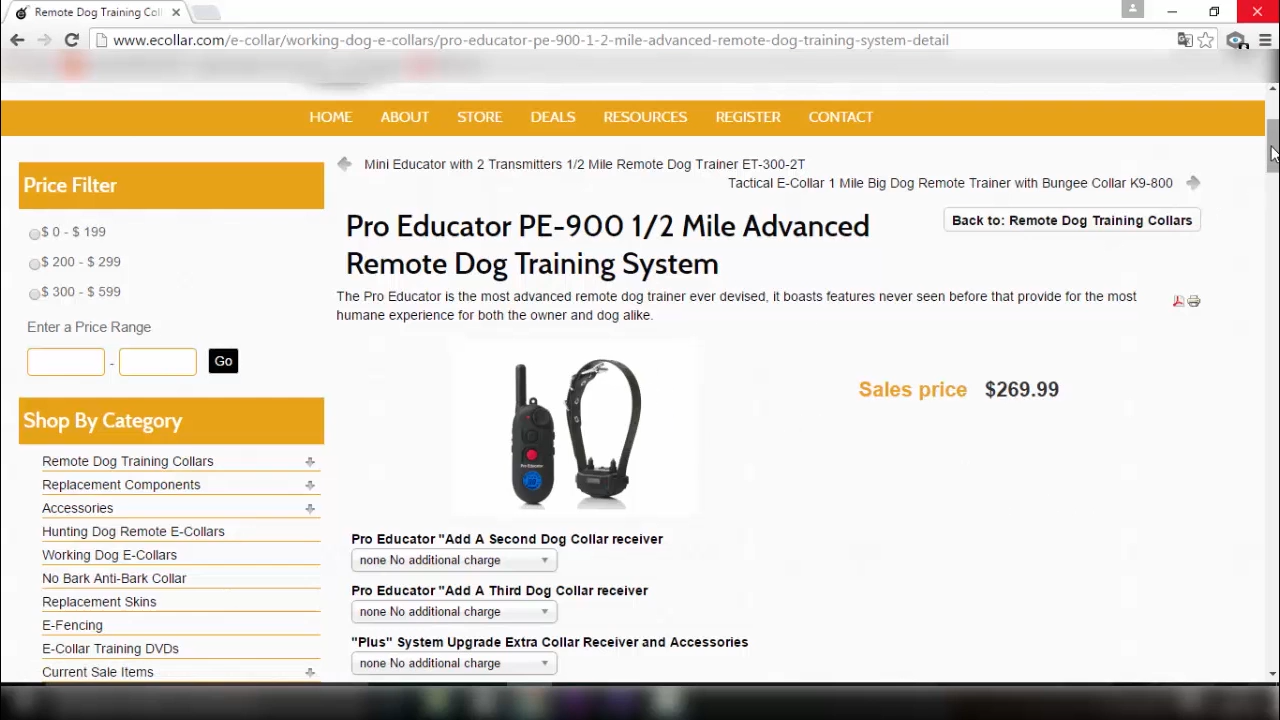 Remote Dog Training Coll
www.ecollar.com/e-collar/working-dog-e-collars/pro-educator-pe-900-1-2-mile-advanced-remote-dog-training-system-detail
HOME ABOUT STORE DEALS RESOURCES REGISTER CONTACT
Mini Educator with 2 Transmitters 1/2 Mile Remote Dog Trainer ET-300-2T
Tactical E-Collar 1 Mile Big Dog Remote Trainer with Bungee Collar K9-800
Back to: Remote Dog Training Collars
Price Filter
$ 0 - $ 199
$ 200 - $ 299
$ 300 - $ 599
Enter a Price Range
-
Go
Shop By Category
Remote Dog Training Collars
Replacement Components
Accessories
Hunting Dog Remote E-Collars
Working Dog E-Collars
No Bark Anti-Bark Collar
Replacement Skins
E-Fencing
E-Collar Training DVDs
Current Sale Items
Pro Educator PE-900 1/2 Mile Advanced
Remote Dog Training System
The Pro Educator is the most advanced remote dog trainer ever devised, it boasts features never seen before that provide for the most
humane experience for both the owner and dog alike.
Pro Educator
Sales price $269.99
Pro Educator "Add A Second Dog Collar receiver
none No additional charge
Pro Educator "Add A Third Dog Collar receiver
none No additional charge
"Plus" System Upgrade Extra Collar Receiver and Accessories
none No additional charge